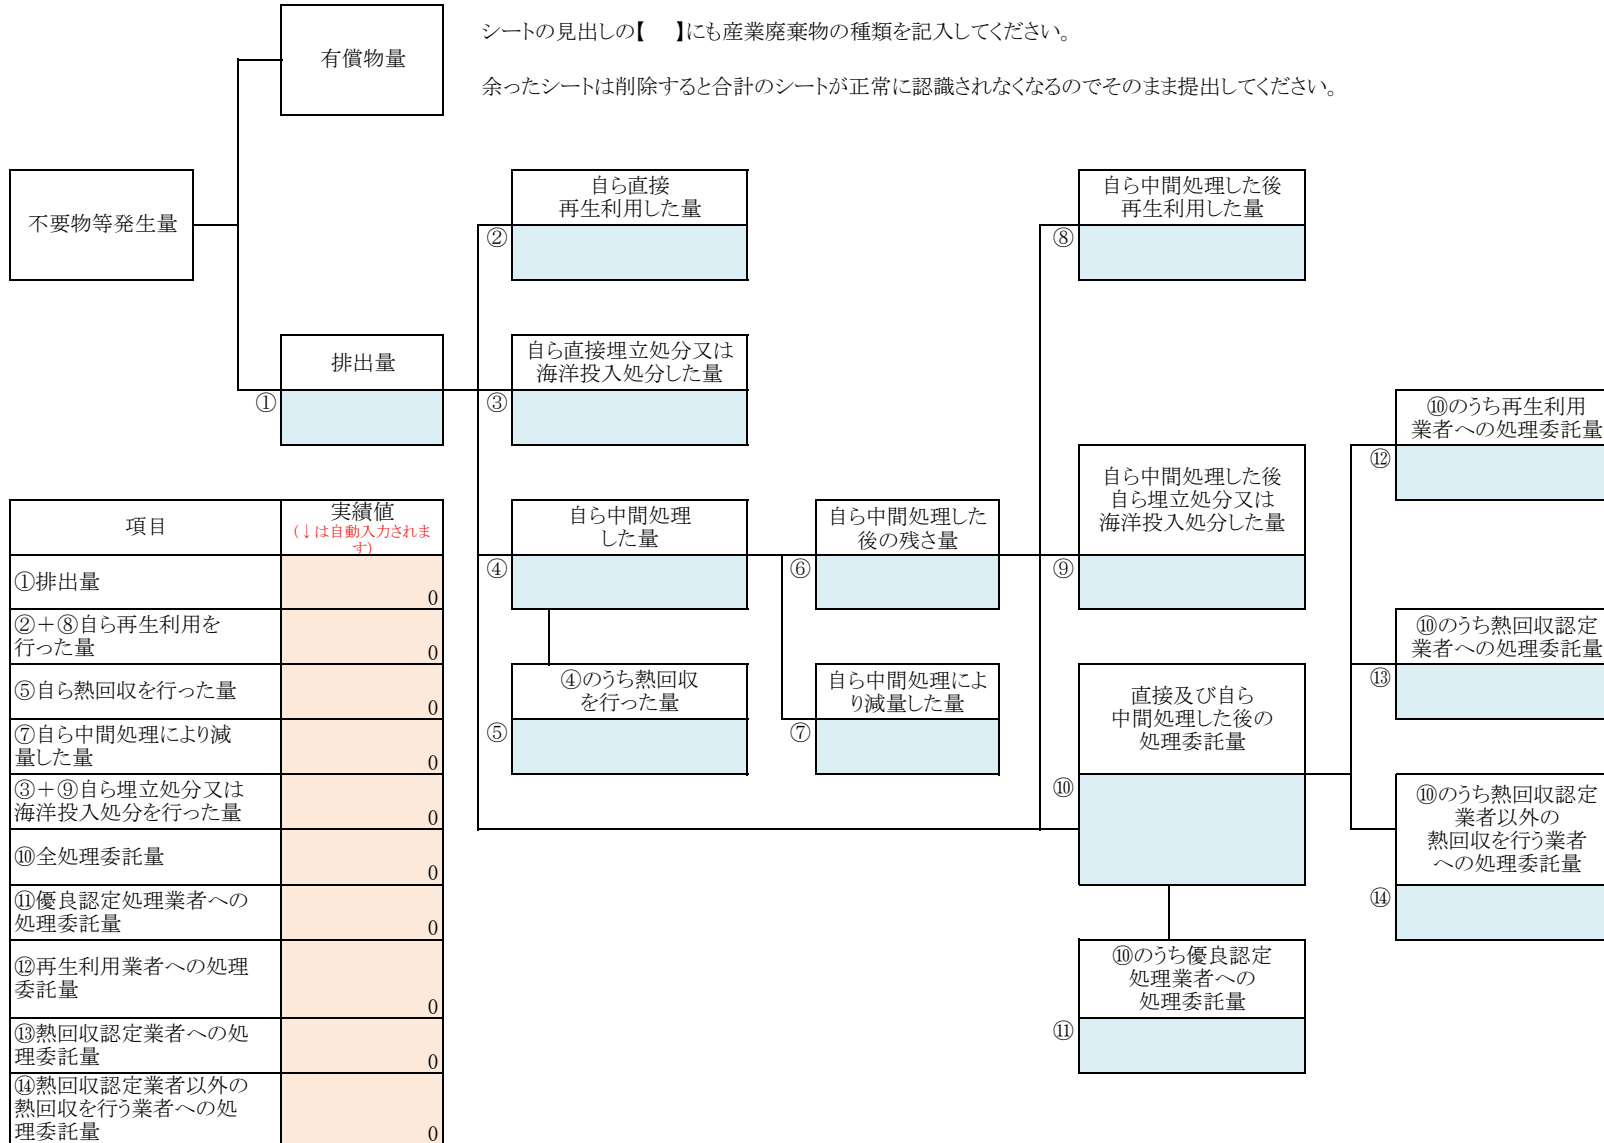 シートの見出しの【　】にも産業廃棄物の種類を記入してください。
有償物量
余ったシートは削除すると合計のシートが正常に認識されなくなるのでそのまま提出してください。
不要物等発生量
自ら直接
再生利用した量
②
自ら中間処理した後
再生利用した量
⑧
排出量
①
自ら直接埋立処分又は
海洋投入処分した量
③
⑩のうち再生利用
業者への処理委託量
⑫
自ら中間処理
した量
④
自ら中間処理した
後の残さ量
⑥
自ら中間処理した後
自ら埋立処分又は
海洋投入処分した量
⑨
⑩のうち熱回収認定
業者への処理委託量
⑬
④のうち熱回収
を行った量
⑤
自ら中間処理によ
り減量した量
⑦
直接及び自ら
中間処理した後の
処理委託量
⑩
⑩のうち熱回収認定
業者以外の
熱回収を行う業者
への処理委託量
⑭
⑩のうち優良認定
処理業者への
処理委託量
⑪
項目
実績値
(↓は自動入力されま
す)
①排出量
0
②＋⑧自ら再生利用を
行った量
0
⑤自ら熱回収を行った量
0
⑦自ら中間処理により減
量した量
0
③＋⑨自ら埋立処分又は
海洋投入処分を行った量
0
⑩全処理委託量
0
⑪優良認定処理業者への
処理委託量
0
⑫再生利用業者への処理
委託量
0
⑬熱回収認定業者への処
理委託量
0
⑭熱回収認定業者以外の
熱回収を行う業者への処
理委託量
0